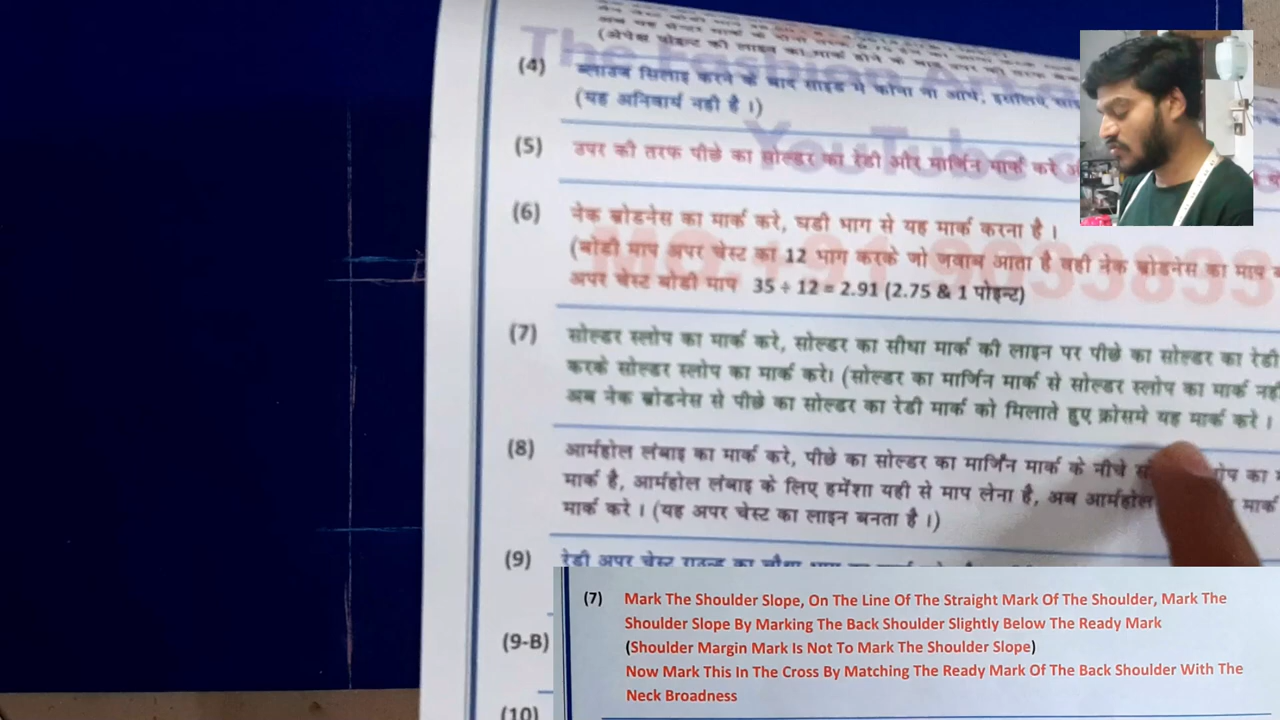 (4) ब्लाउज सिलाइ करने के बाद साइड मे कोना ना आये, इसलिये
(यह अनिवार्य नही है ।)
(5) उपर की तरफ पीछे का सोल्डर का रेडी और मार्जिन मार्क करे
(6) नेक ब्रोडनेस का मार्क करे, घडी भाग से यह मार्क करना है ।
(बोडी माप अपर चेस्ट का 12 भाग करके जो जवाब आता है वही नेक ब्रोडनेस का माप
अपर चेस्ट बोडी माप 35 ÷ 12 = 2.91 (2.75 & 1 पोइन्ट)
(7) सोल्डर स्लोप का मार्क करे, सोल्डर का सीधा मार्क की लाइन पर पीछे का सोल्डर का रेडी
करके सोल्डर स्लोप का मार्क करे। (सोल्डर का मार्जिन मार्क से सोल्डर स्लोप का मार्क नही
अब नेक ब्रोडनेस से पीछे का सोल्डर का रेडी मार्क को मिलाते हुए क्रोसमे यह मार्क करे ।
(8) आर्महोल लंबाइ का मार्क करे, पीछे का सोल्डर का मार्जिन मार्क के नीचे
मार्क है, आर्महोल लंबाइ के लिए हमेंशा यही से माप लेना है, अब आर्महोल मार्क
मार्क करे । (यह अपर चेस्ट का लाइन बनता है ।)
(9) रेडी अपर चेस्ट राउन्ड का
(9-B)
(10)
(7) Mark The Shoulder Slope, On The Line Of The Straight Mark Of The Shoulder, Mark The
Shoulder Slope By Marking The Back Shoulder Slightly Below The Ready Mark
(Shoulder Margin Mark Is Not To Mark The Shoulder Slope)
Now Mark This In The Cross By Matching The Ready Mark Of The Back Shoulder With The
Neck Broadness